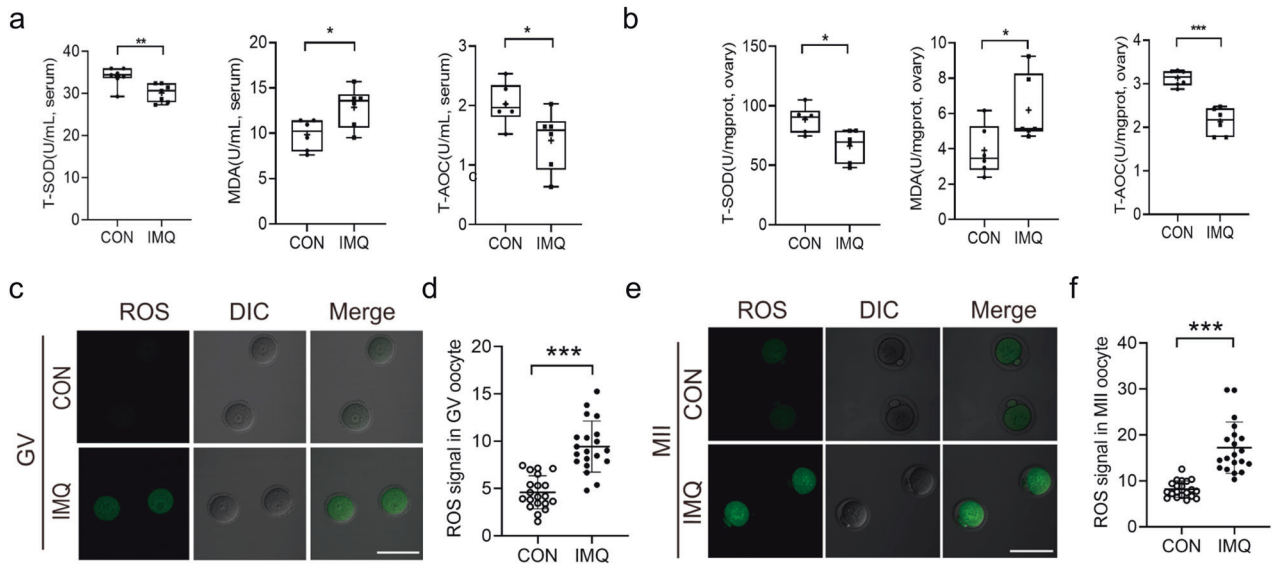 a
T-SOD(U/mL, serum)
40
30
20
10
0
**
CON IMQ
MDA(U/mL, serum)
20
15
10
5
0
*
CON IMQ
T-AOC(U/mL, serum)
3
2
1
0
*
CON IMQ
b
T-SOD(U/mgprot, ovary)
150
100
50
0
*
CON IMQ
MDA(U/mgprot, ovary)
10
8
6
4
2
0
*
CON IMQ
T-AOC(U/mgprot, ovary)
4
3
2
1
0
***
CON IMQ
c
ROS DIC Merge
GV
CON
IMQ
d
ROS signal in GV oocyte
20
15
10
5
0
***
CON IMQ
e
ROS DIC Merge
MII
CON
IMQ
f
ROS signal in MII oocyte
40
30
20
10
0
***
CON IMQ